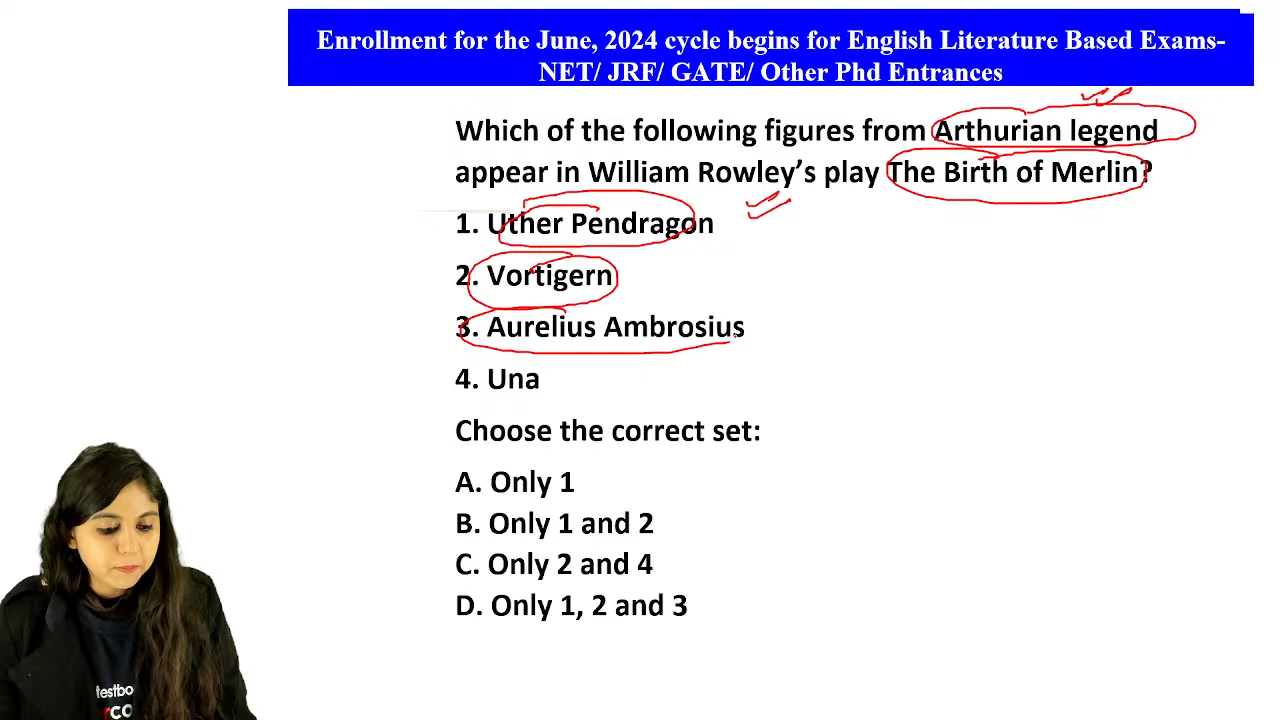 Enrollment for the June, 2024 cycle begins for English Literature Based Exams-
NET/ JRF/ GATE/ Other Phd Entrances
Which of the following figures from Arthurian legend
appear in William Rowley’s play The Birth of Merlin?
1. Uther Pendragon
2. Vortigern
3. Aurelius Ambrosius
4. Una
Choose the correct set:
A. Only 1
B. Only 1 and 2
C. Only 2 and 4
D. Only 1, 2 and 3